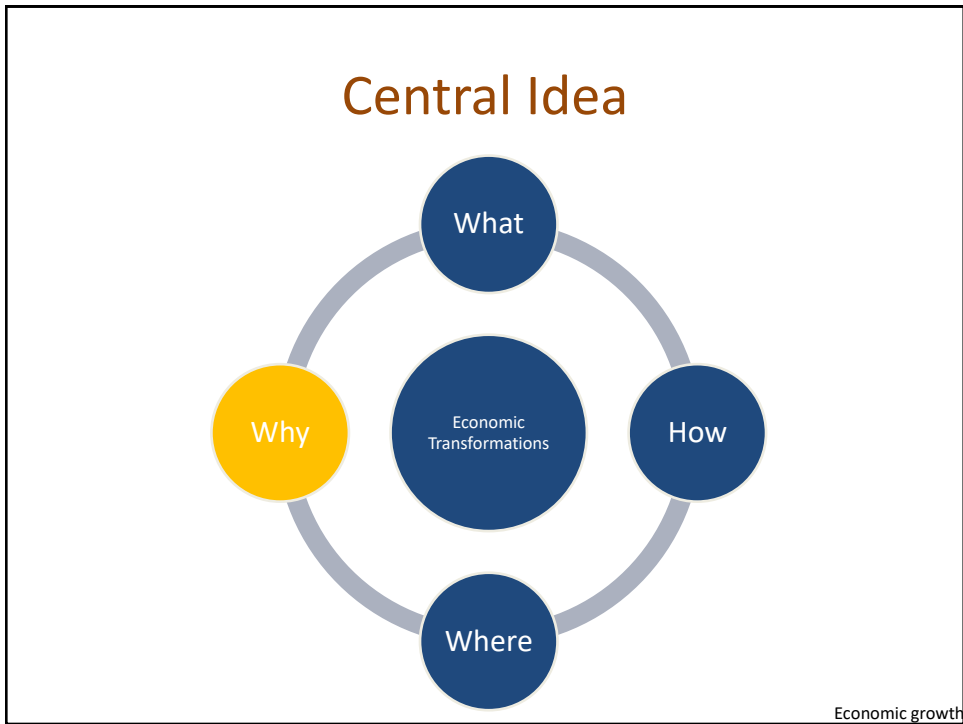 Central Idea
What
Why
Economic
Transformations
How
Where
Economic growth